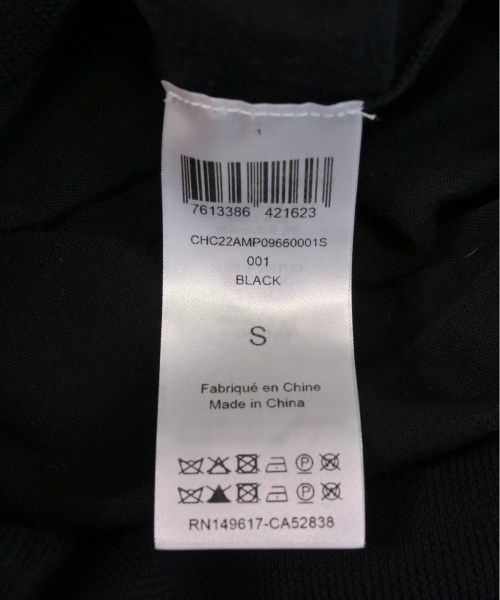 1
7613386 421623
CHC22AMP09660001S
001
BLACK
S
Fabriqué en Chine
Made in China
P
P
RN149617-CA52838